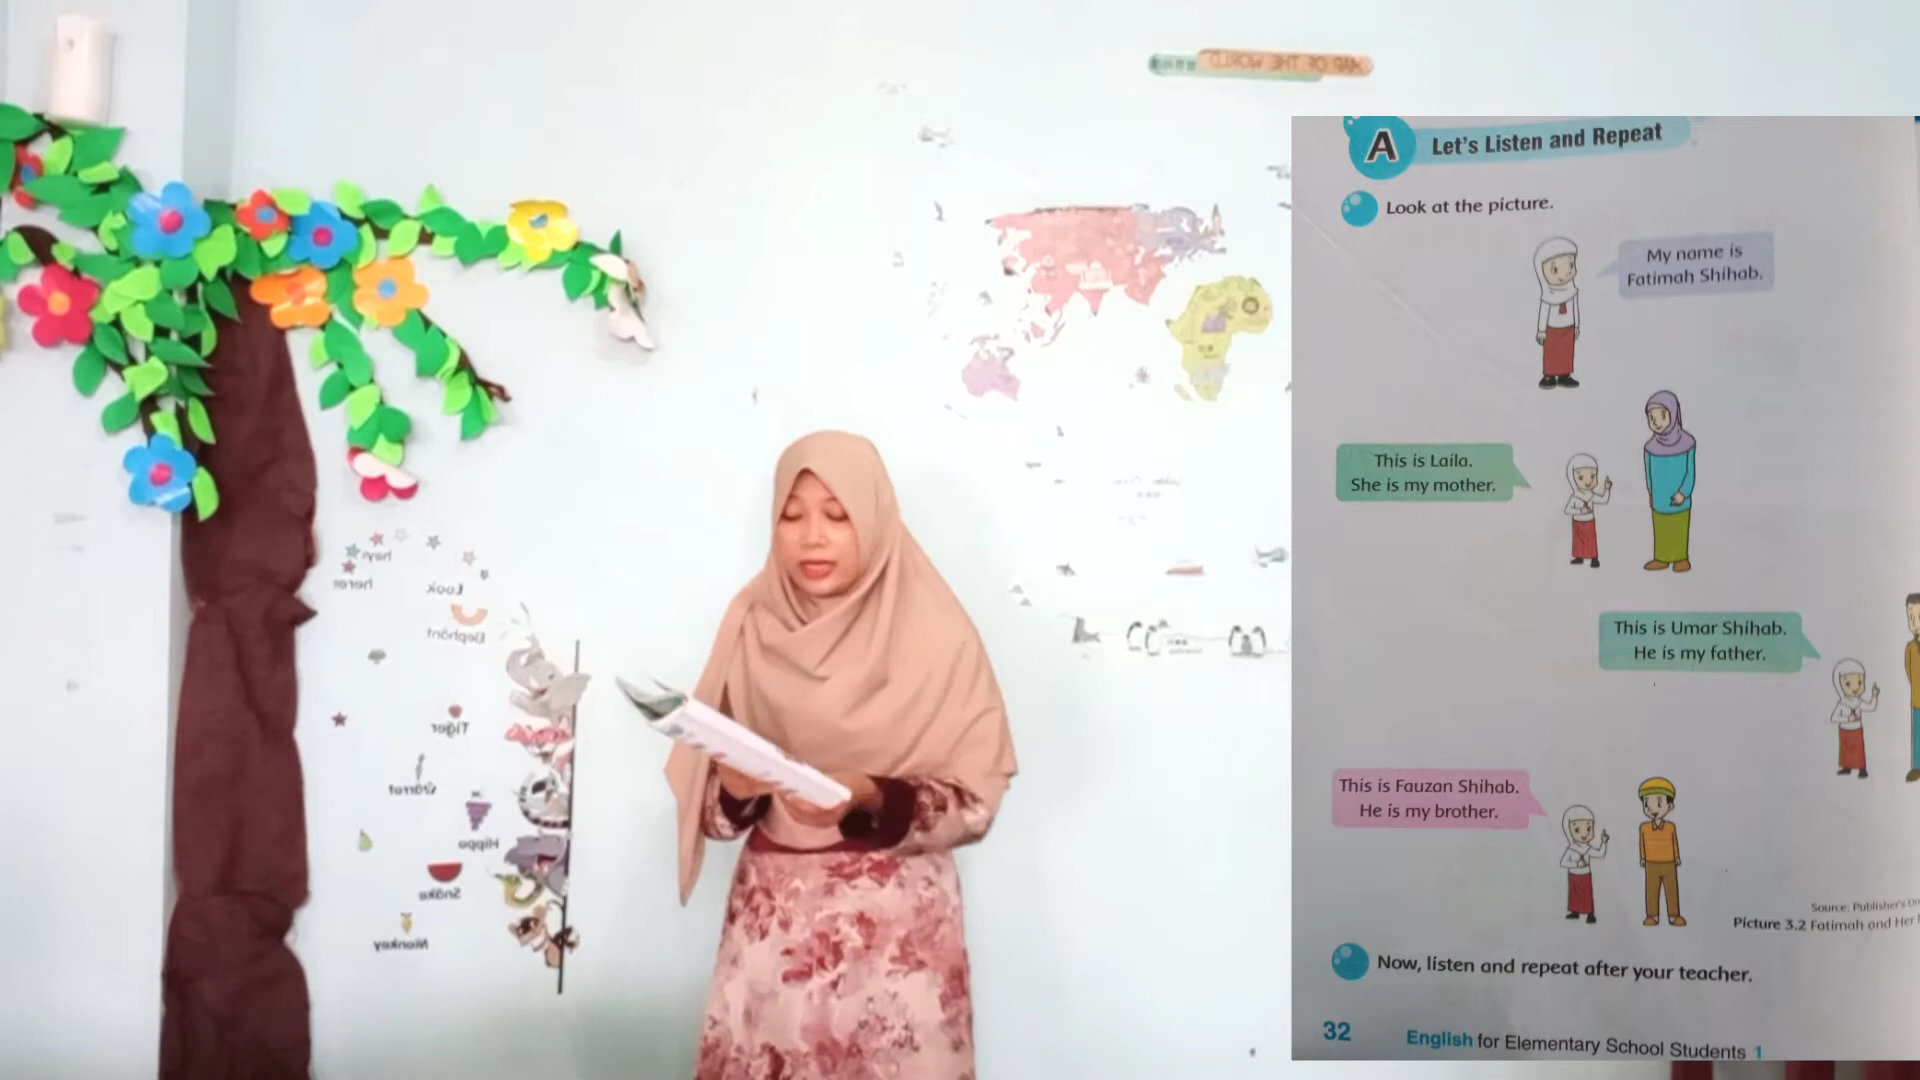 MAP OF THE WORLD
A
Let's Listen and Repeat
Look at the picture.
My name is
Fatimah Shihab.
This is Laila.
She is my mother.
This is Umar Shihab.
He is my father.
This is Fauzan Shihab.
He is my brother.
Source: Publisher's
Picture 3.2 Fatimah and Her
Now, listen and repeat after your teacher.
32
English for Elementary School Students 1
Look
Elephant
Tiger
Hippo
Snake
Monkey